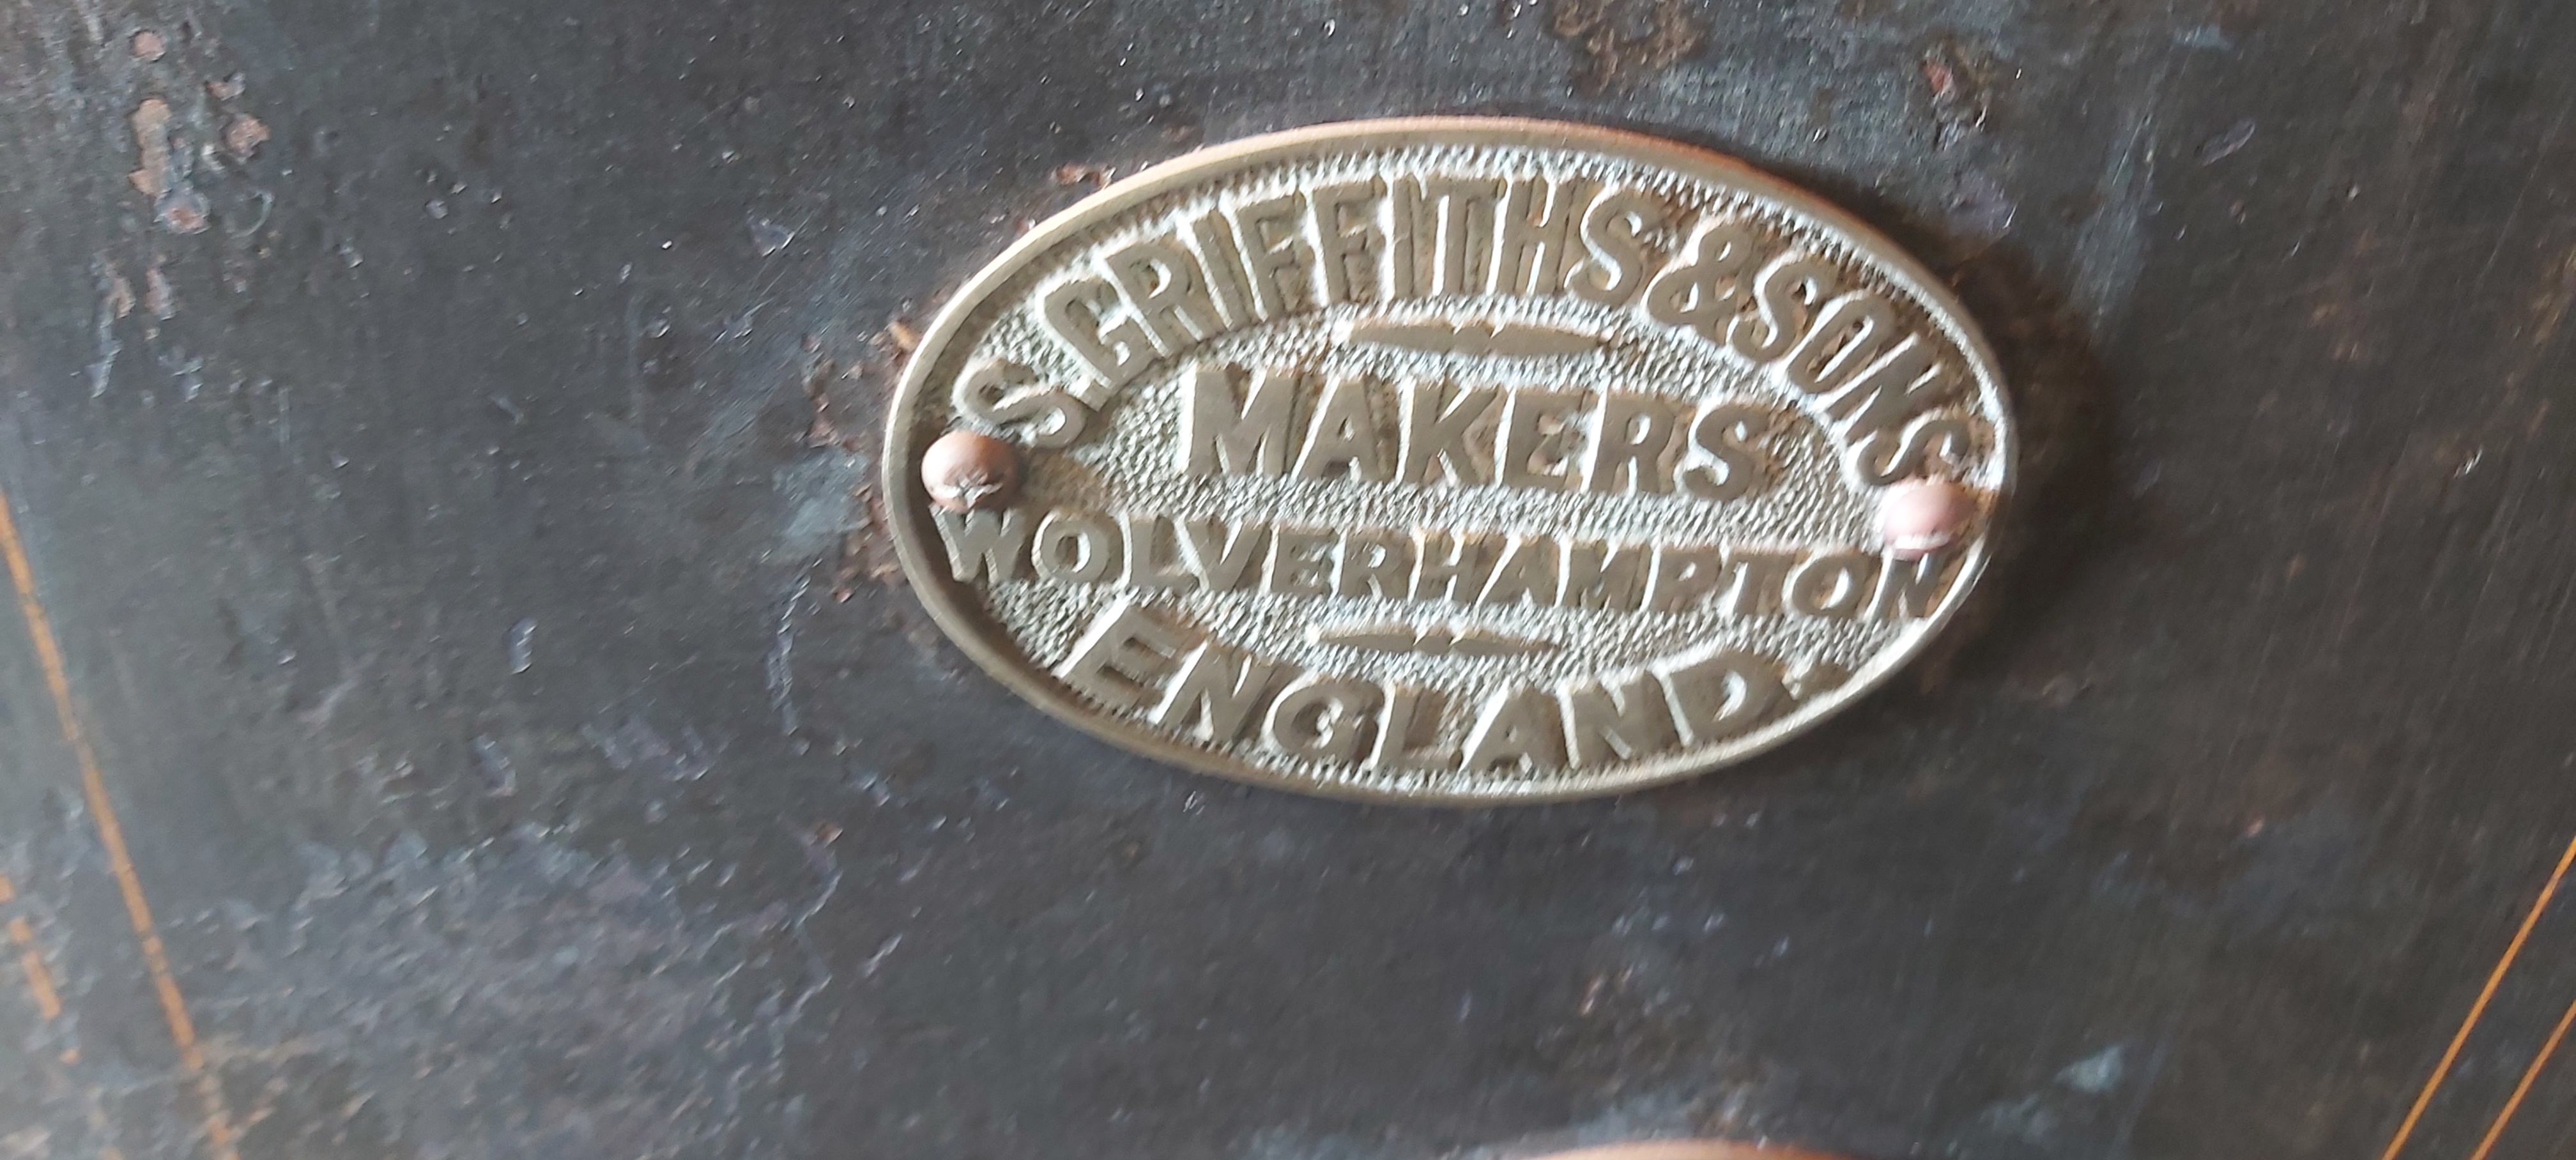 S. GRIFFITHS & SONS
MAKERS
WOLVERHAMPTON
ENGLAND.